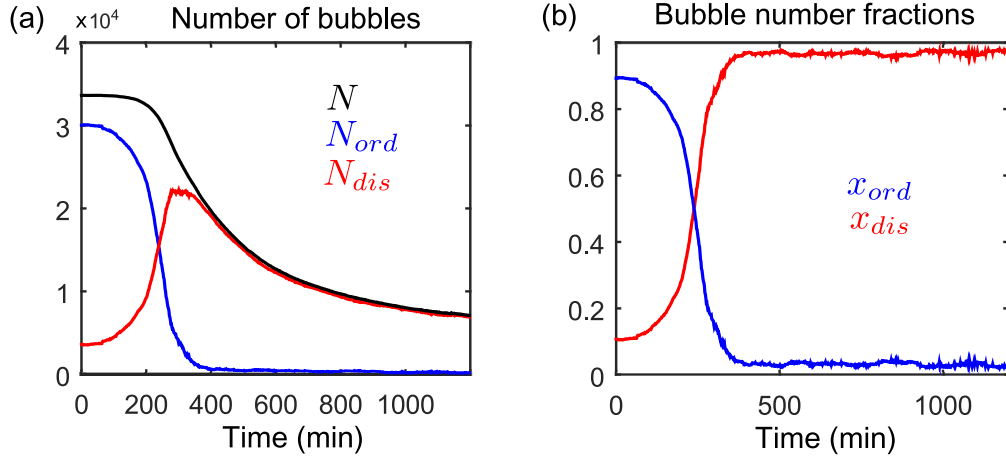 (a) Number of bubbles
×10⁴
4
3
2
1
0
N
N_ord
N_dis
0 200 400 600 800 1000
Time (min)
(b) Bubble number fractions
1
0.8
0.6
0.4
0.2
0
x_ord
x_dis
0 500 1000
Time (min)